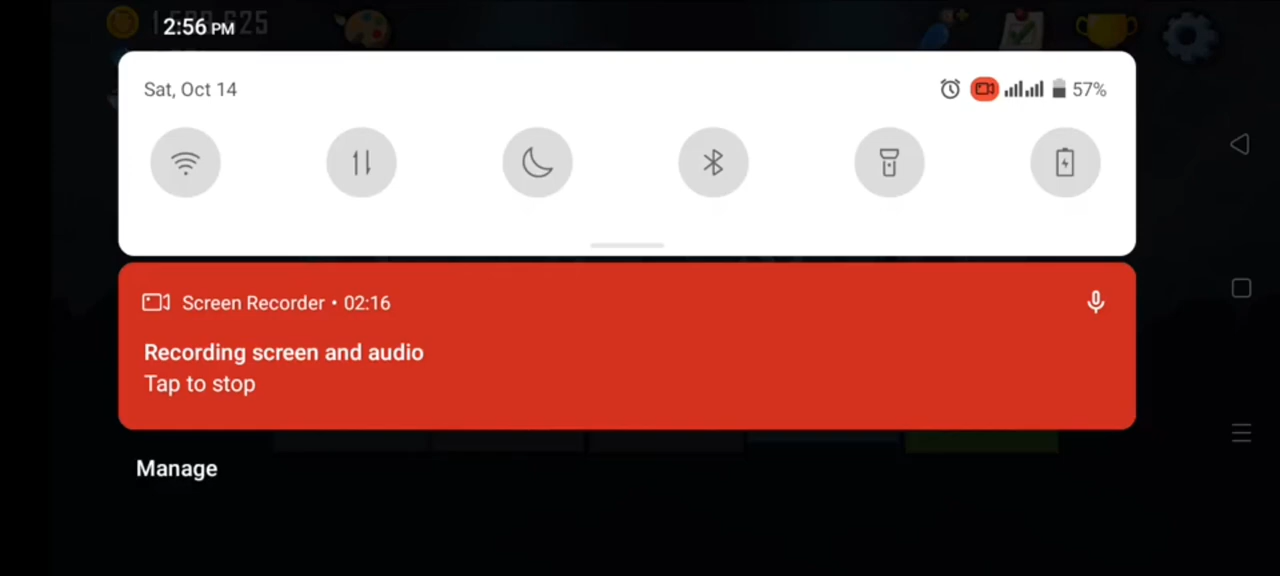 2:56 PM
Sat, Oct 14
57%
Screen Recorder • 02:16
Recording screen and audio
Tap to stop
Manage